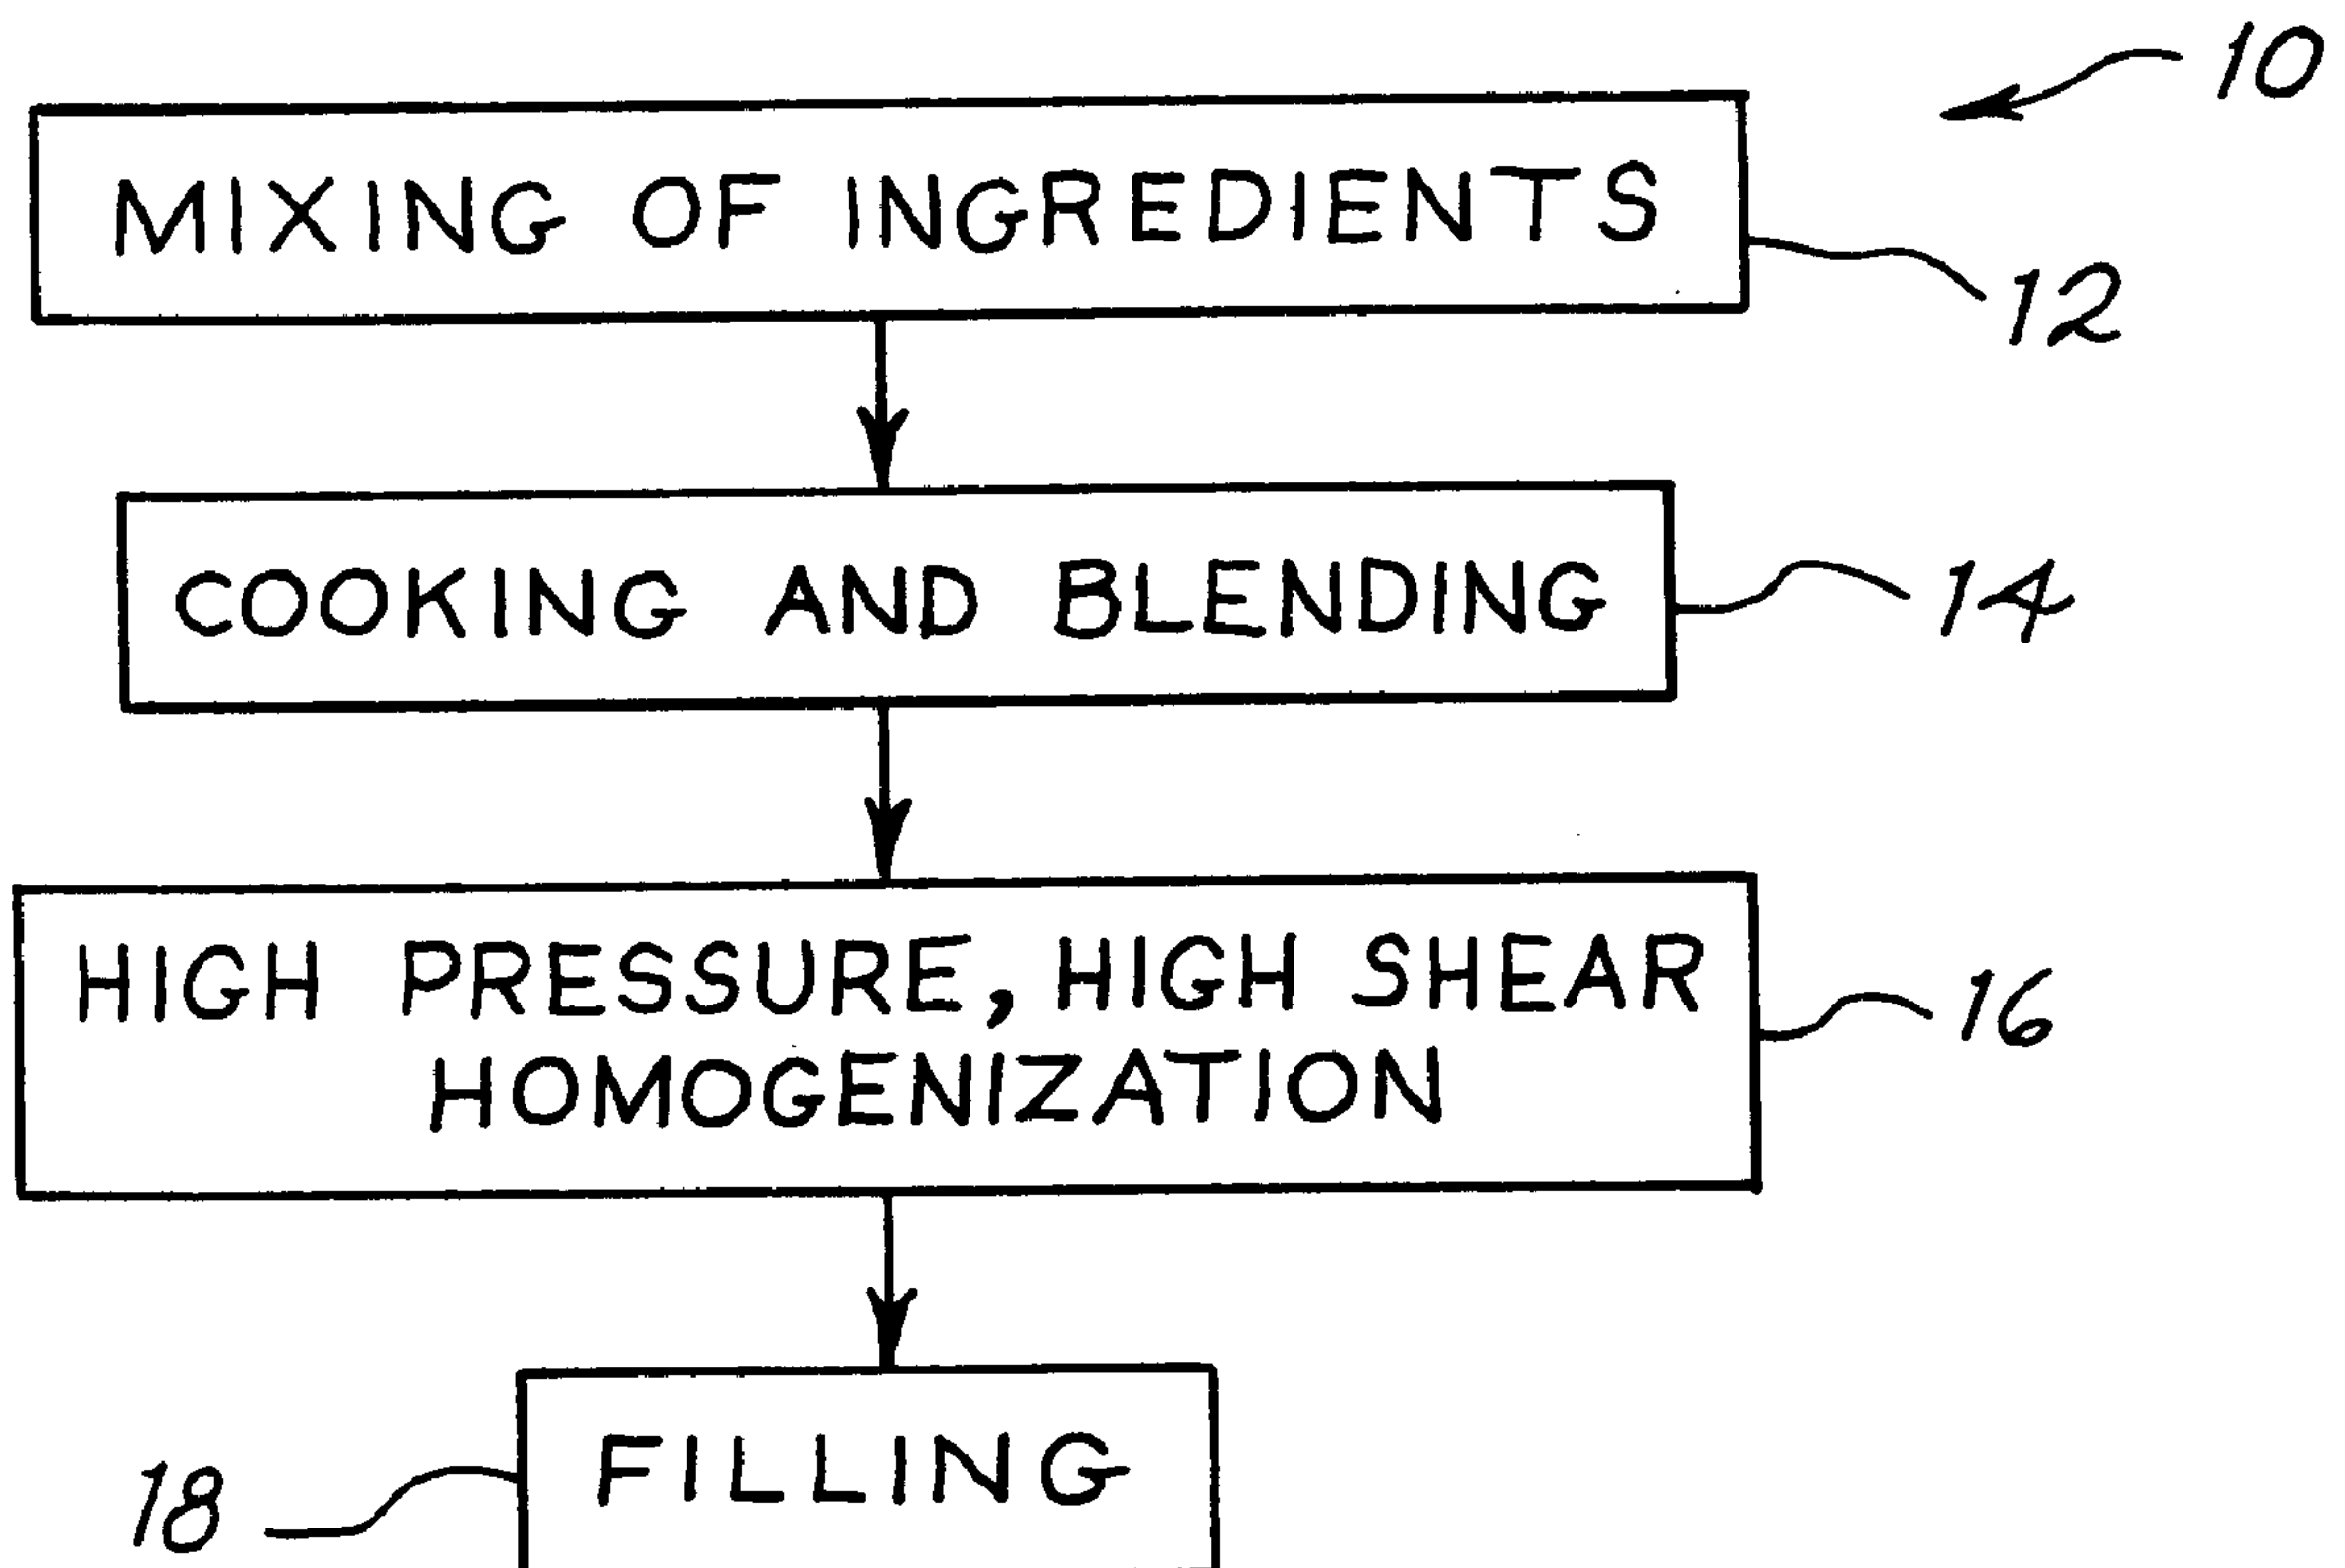 10
MIXING OF INGREDIENTS
12
COOKING AND BLENDING
14
HIGH PRESSURE, HIGH SHEAR
16
HOMOGENIZATION
FILLING
18